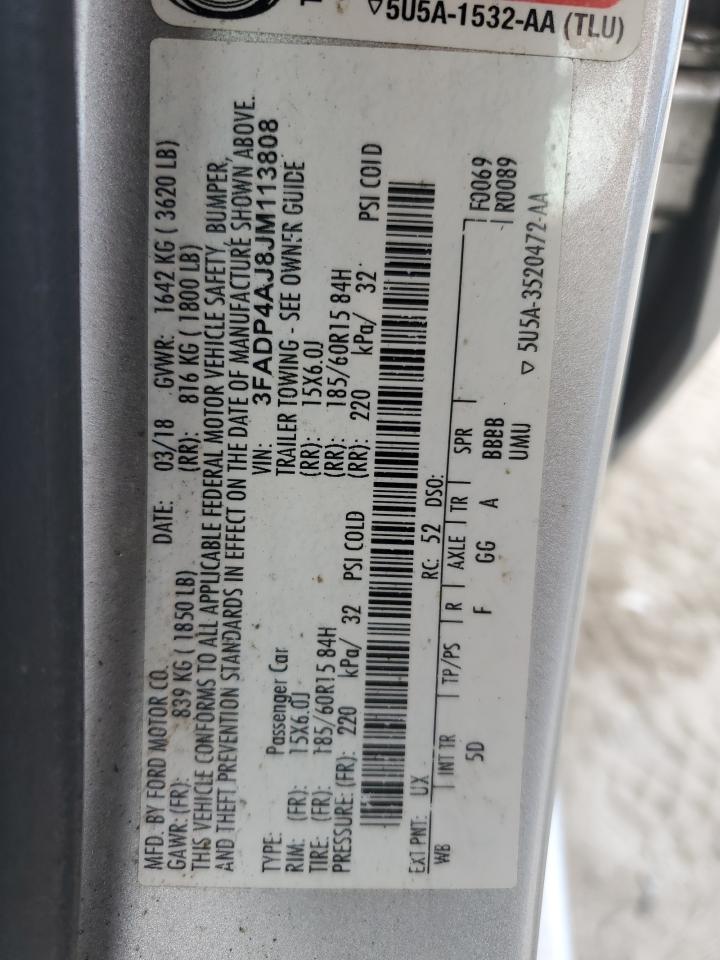 ▽5U5A-1532-AA (TLU)
MFD. BY FORD MOTOR CO. DATE: 03/18 GVWR: 1642 KG ( 3620 LB)
GAWR: (FR): 839 KG ( 1850 LB) (RR): 816 KG ( 1800 LB)
THIS VEHICLE CONFORMS TO ALL APPLICABLE FEDERAL MOTOR VEHICLE SAFETY, BUMPER,
AND THEFT PREVENTION STANDARDS IN EFFECT ON THE DATE OF MANUFACTURE SHOWN ABOVE.
VIN: 3FADP4AJ8JM113808
TYPE: Passenger Car TRAILER TOWING - SEE OWNER GUIDE
RIM: (FR): 15X6.0J (RR): 15X6.0J
TIRE: (FR): 185/60R15 84H (RR): 185/60R15 84H
PRESSURE: (FR): 220 kPa/ 32 PSI COLD (RR): 220 kPa/ 32 PSI COLD
EXT PNT: UX RC: 52 DSO: F0069
WB INT TR TP/PS R AXLE TR SPR R0089
5D F GG A BBBB
UMU
▽ 5U5A-3520472-AA